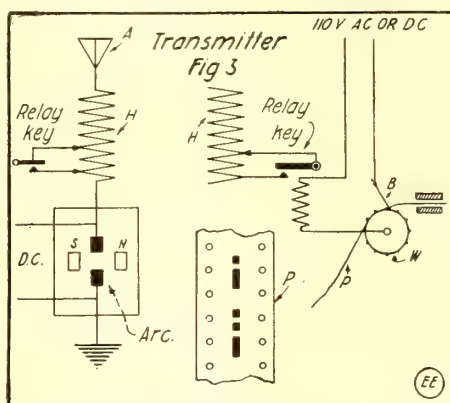 Transmitter
Fig 3
110 V AC OR DC
A
H
Relay
key
H
Relay
key
B
D.C.
S
N
W
P
P
Arc.
EE